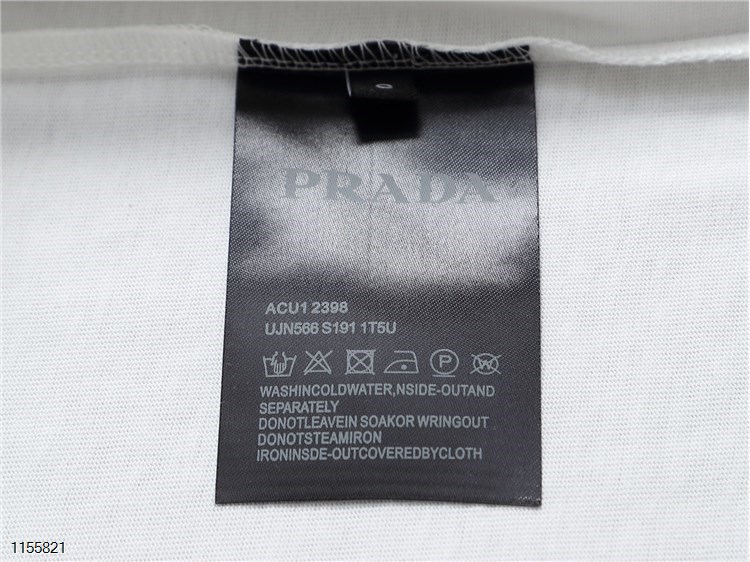 PRADA
ACU1 2398
UJN566 S191 1T5U
P
W
WASHINCOLDWATER,NSIDE-OUTAND
SEPARATELY
DONOTLEAVEIN SOAKOR WRINGOUT
DONOTSTEAMIRON
IRONINSDE-OUTCOVEREDBYCLOTH
1155821